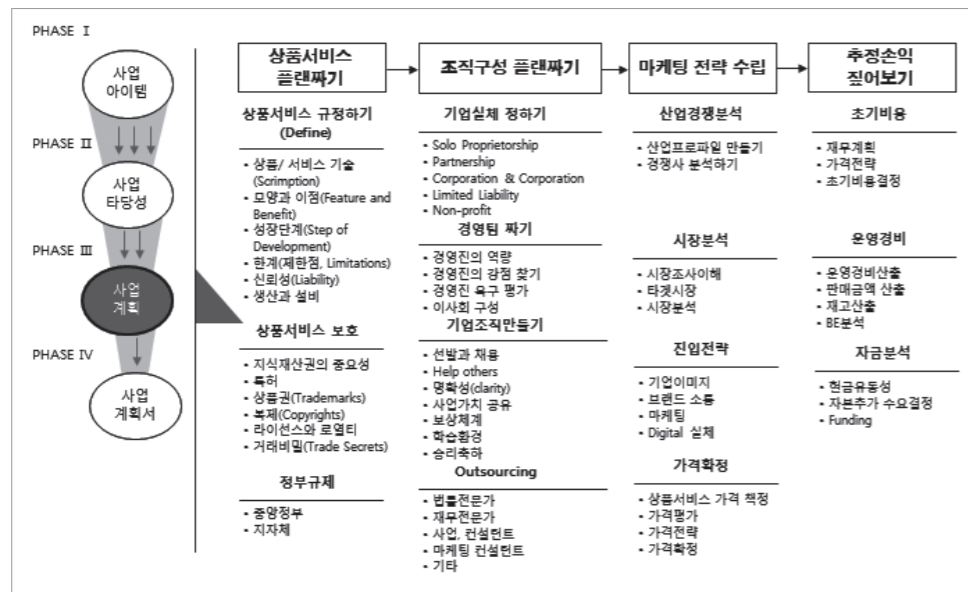 PHASE Ⅰ
사업
아이템
PHASE Ⅱ
사업
타당성
PHASE Ⅲ
사업
계획
PHASE Ⅳ
사업
계획서
상품서비스
플랜짜기
상품서비스 규정하기
(Define)
• 상품/ 서비스 기술
(Scrimption)
• 모양과 이점(Feature and
Benefit)
• 성장단계(Step of
Development)
• 한계(제한점, Limitations)
• 신뢰성(Liability)
• 생산과 설비
상품서비스 보호
• 지식재산권의 중요성
• 특허
• 상품권(Trademarks)
• 복제(Copyrights)
• 라이선스와 로열티
• 거래비밀(Trade Secrets)
정부규제
• 중앙정부
• 지자체
조직구성 플랜짜기
기업실체 정하기
• Solo Proprietorship
• Partnership
• Corporation & Corporation
• Limited Liability
• Non-profit
경영팀 짜기
• 경영진의 역량
• 경영진의 강점 찾기
• 경영진 욕구 평가
• 이사회 구성
기업조직만들기
• 선발과 채용
• Help others
• 명확성(clarity)
• 사업가치 공유
• 보상체계
• 학습환경
• 승리축하
Outsourcing
• 법률전문가
• 재무전문가
• 사업, 컨설턴트
• 마케팅 컨설턴트
• 기타
마케팅 전략 수립
산업경쟁분석
• 산업프로파일 만들기
• 경쟁사 분석하기
시장분석
• 시장조사이해
• 타겟시장
• 시장분석
진입전략
• 기업이미지
• 브랜드 소통
• 마케팅
• Digital 실체
가격확정
• 상품서비스 가격 책정
• 가격평가
• 가격전략
• 가격확정
추정손익
짚어보기
초기비용
• 재무계획
• 가격전략
• 초기비용결정
운영경비
• 운영경비산출
• 판매금액 산출
• 재고산출
• BE분석
자금분석
• 현금유동성
• 자본추가 수요결정
• Funding